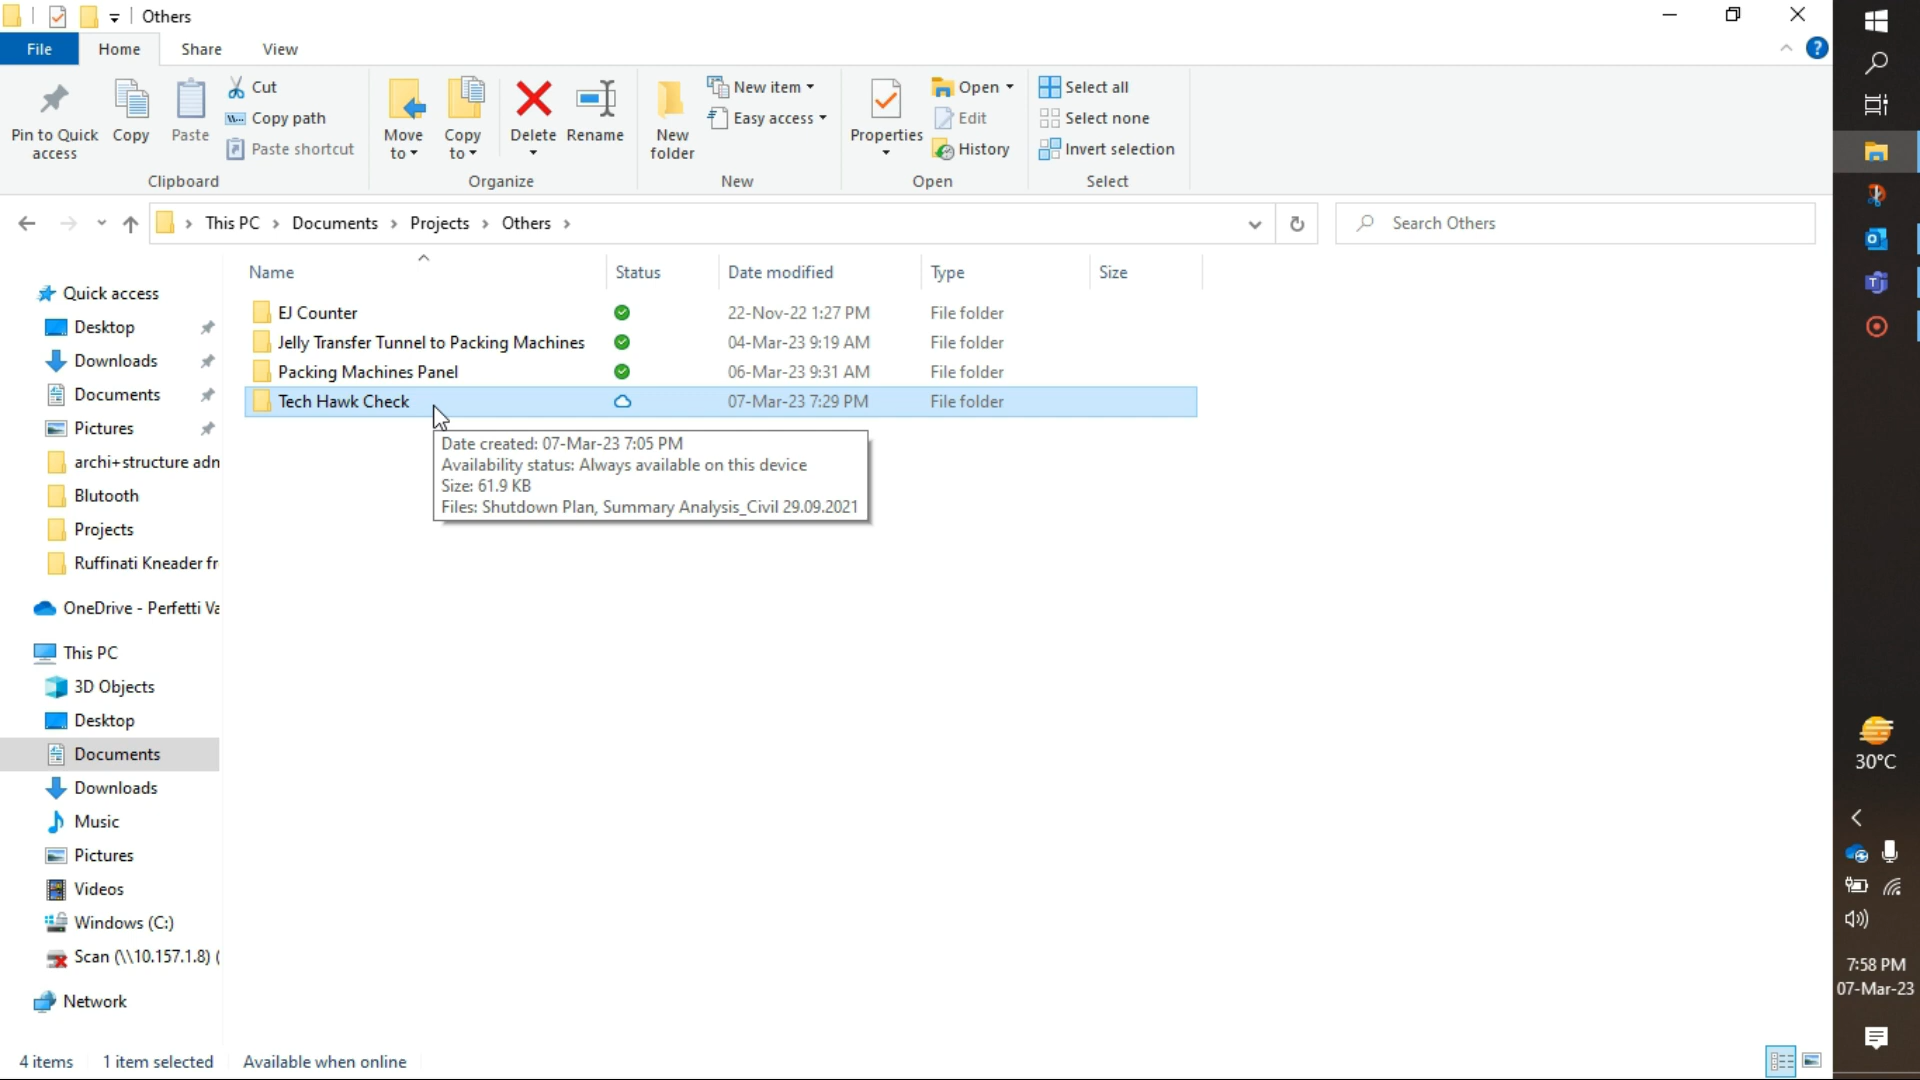 Others
File
Home
Share
View
Pin to Quick access
Copy
Paste
Cut
Copy path
Paste shortcut
Clipboard
Move to
Copy to
Delete
Rename
Organize
New folder
New item
Easy access
New
Properties
Open
Edit
History
Open
Select all
Select none
Invert selection
Select
This PC > Documents > Projects > Others >
Search Others
Name Status Date modified Type Size
EJ Counter 22-Nov-22 1:27 PM File folder
Jelly Transfer Tunnel to Packing Machines 04-Mar-23 9:19 AM File folder
Packing Machines Panel 06-Mar-23 9:31 AM File folder
Tech Hawk Check 07-Mar-23 7:29 PM File folder
Date created: 07-Mar-23 7:05 PM
Availability status: Always available on this device
Size: 61.9 KB
Files: Shutdown Plan, Summary Analysis_Civil 29.09.2021
Quick access
Desktop
Downloads
Documents
Pictures
archi+structure adn
Blutooth
Projects
Ruffinati Kneader fr
OneDrive - Perfetti Va
This PC
3D Objects
Desktop
Documents
Downloads
Music
Pictures
Videos
Windows (C:)
Scan (\\10.157.1.8) (
Network
4 items 1 item selected Available when online
30°C
7:58 PM
07-Mar-23